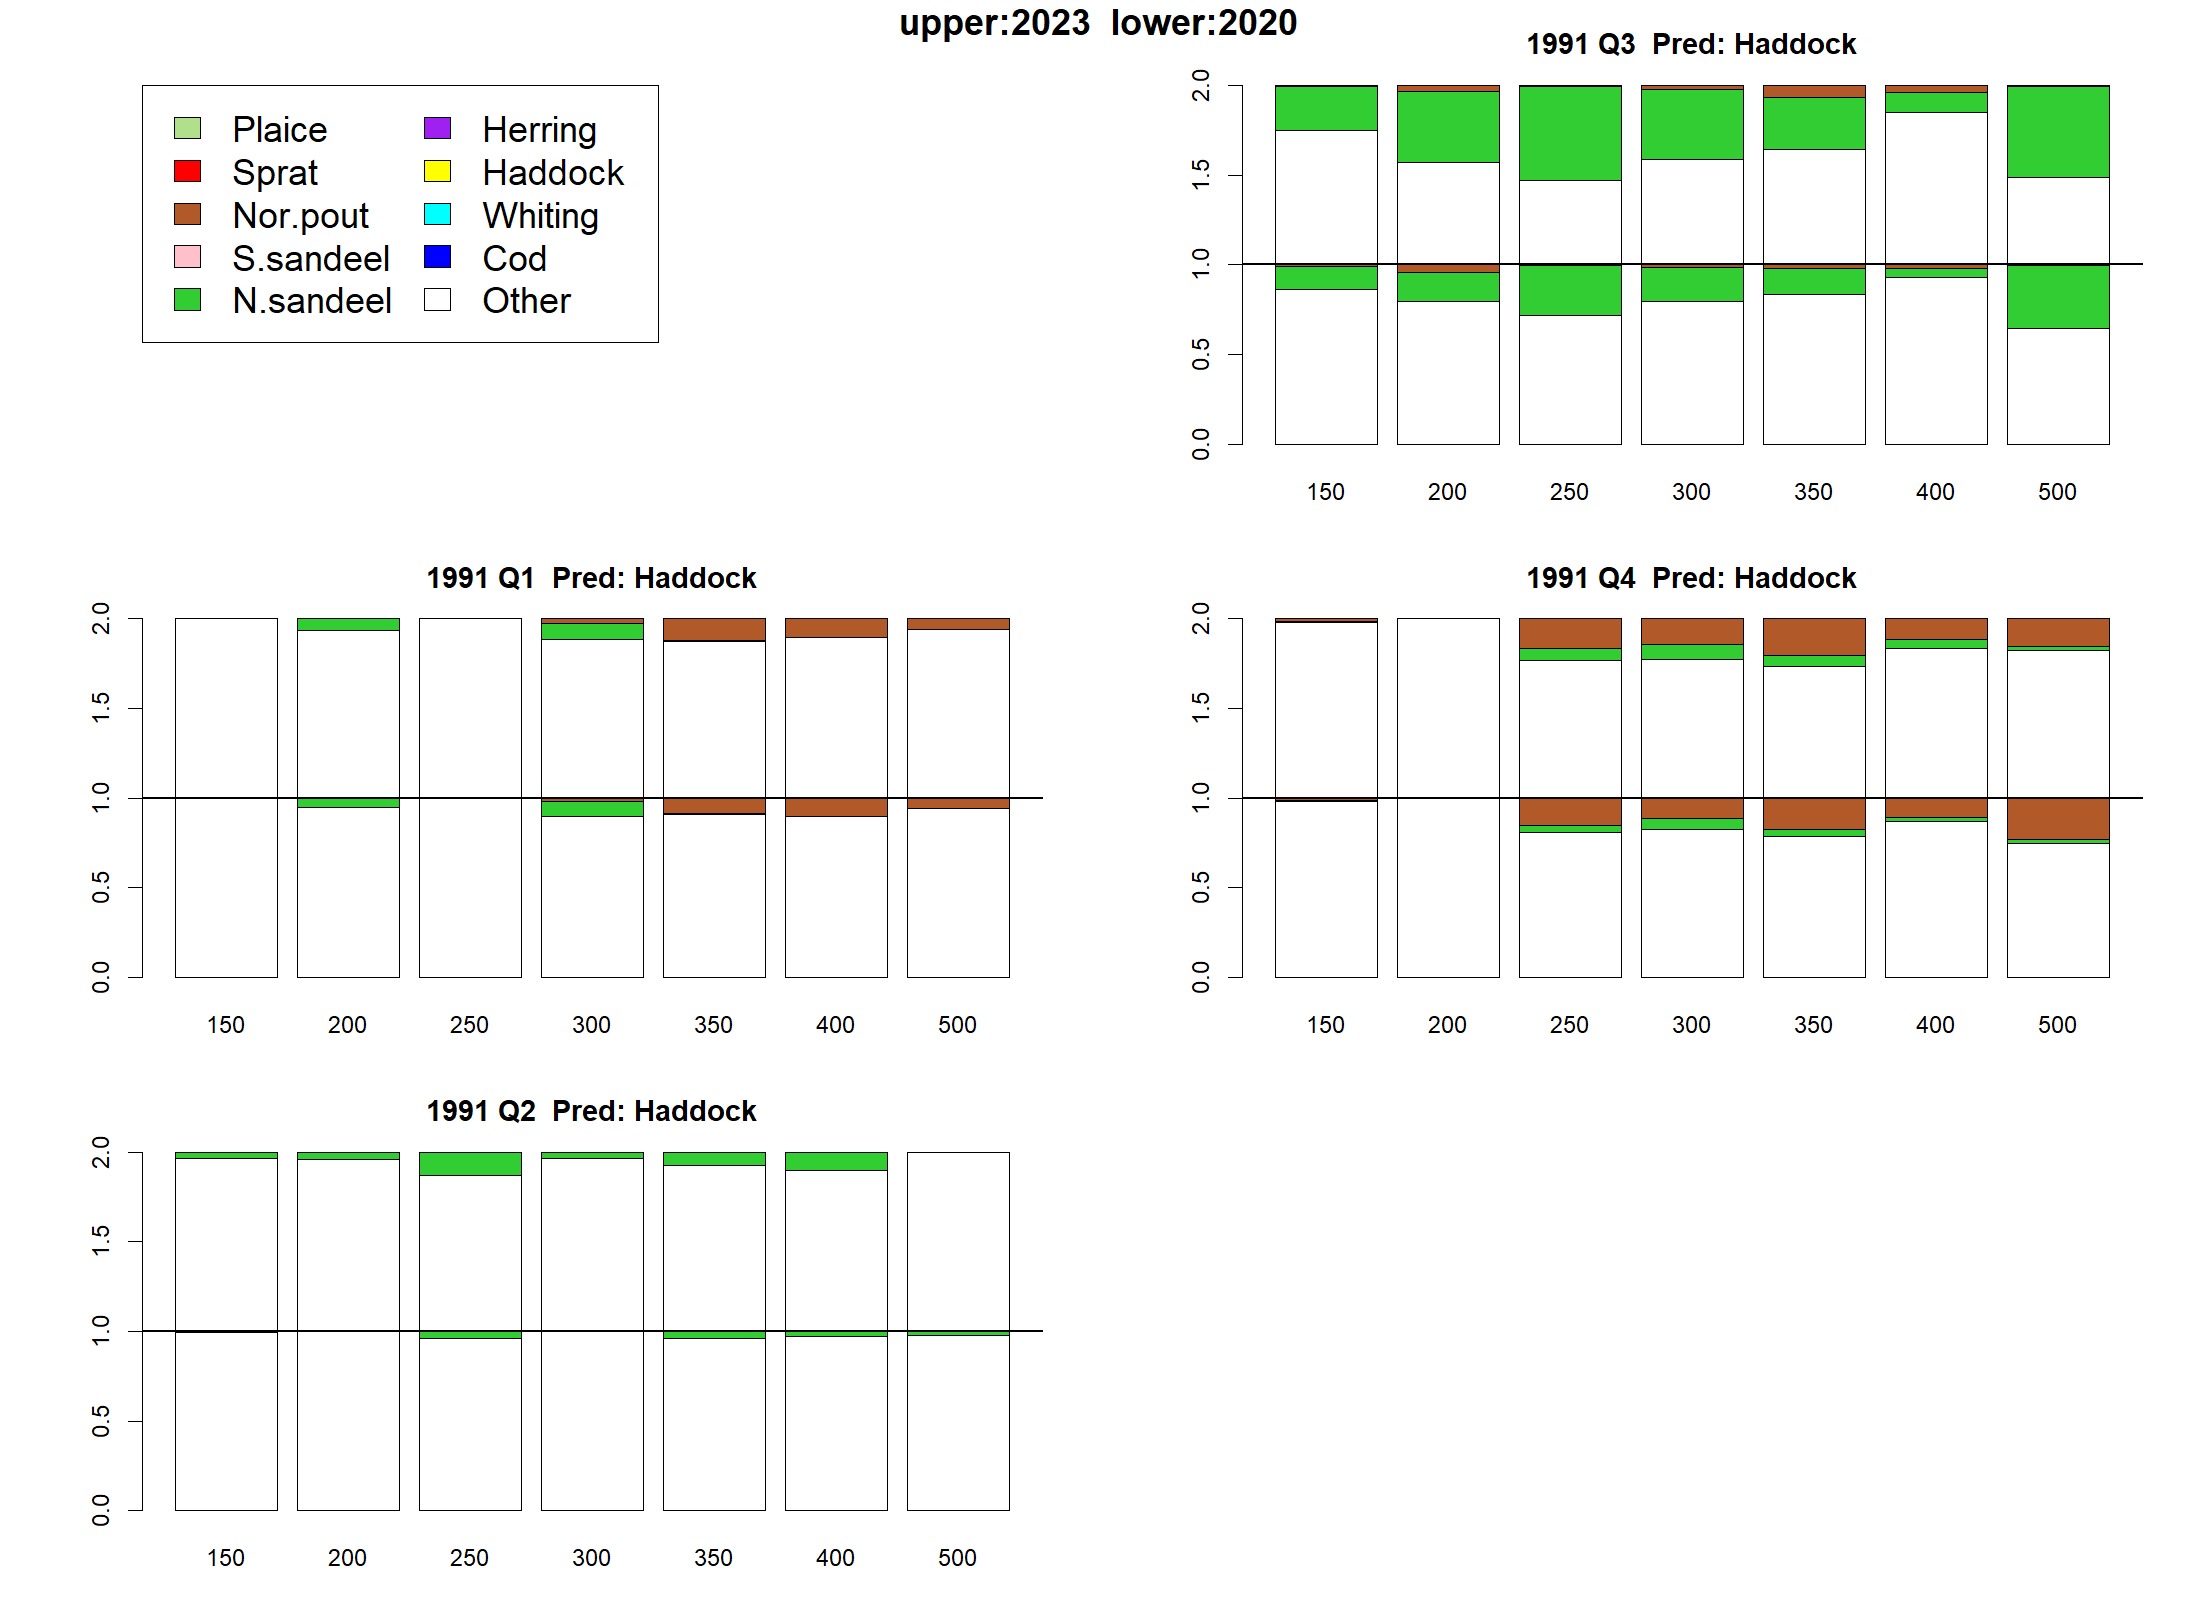 upper:2023  lower:2020
Plaice
Sprat
Nor.pout
S.sandeel
N.sandeel
Herring
Haddock
Whiting
Cod
Other
1991 Q3  Pred: Haddock
2.0
1.5
1.0
0.5
0.0
150 200 250 300 350 400 500
1991 Q1  Pred: Haddock
2.0
1.5
1.0
0.5
0.0
150 200 250 300 350 400 500
1991 Q4  Pred: Haddock
2.0
1.5
1.0
0.5
0.0
150 200 250 300 350 400 500
1991 Q2  Pred: Haddock
2.0
1.5
1.0
0.5
0.0
150 200 250 300 350 400 500